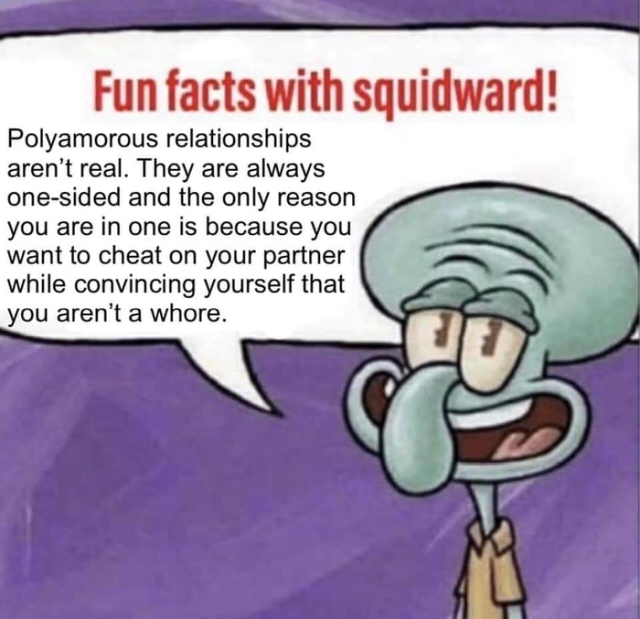 Fun facts with squidward!
Polyamorous relationships
aren’t real. They are always
one-sided and the only reason
you are in one is because you
want to cheat on your partner
while convincing yourself that
you aren’t a whore.